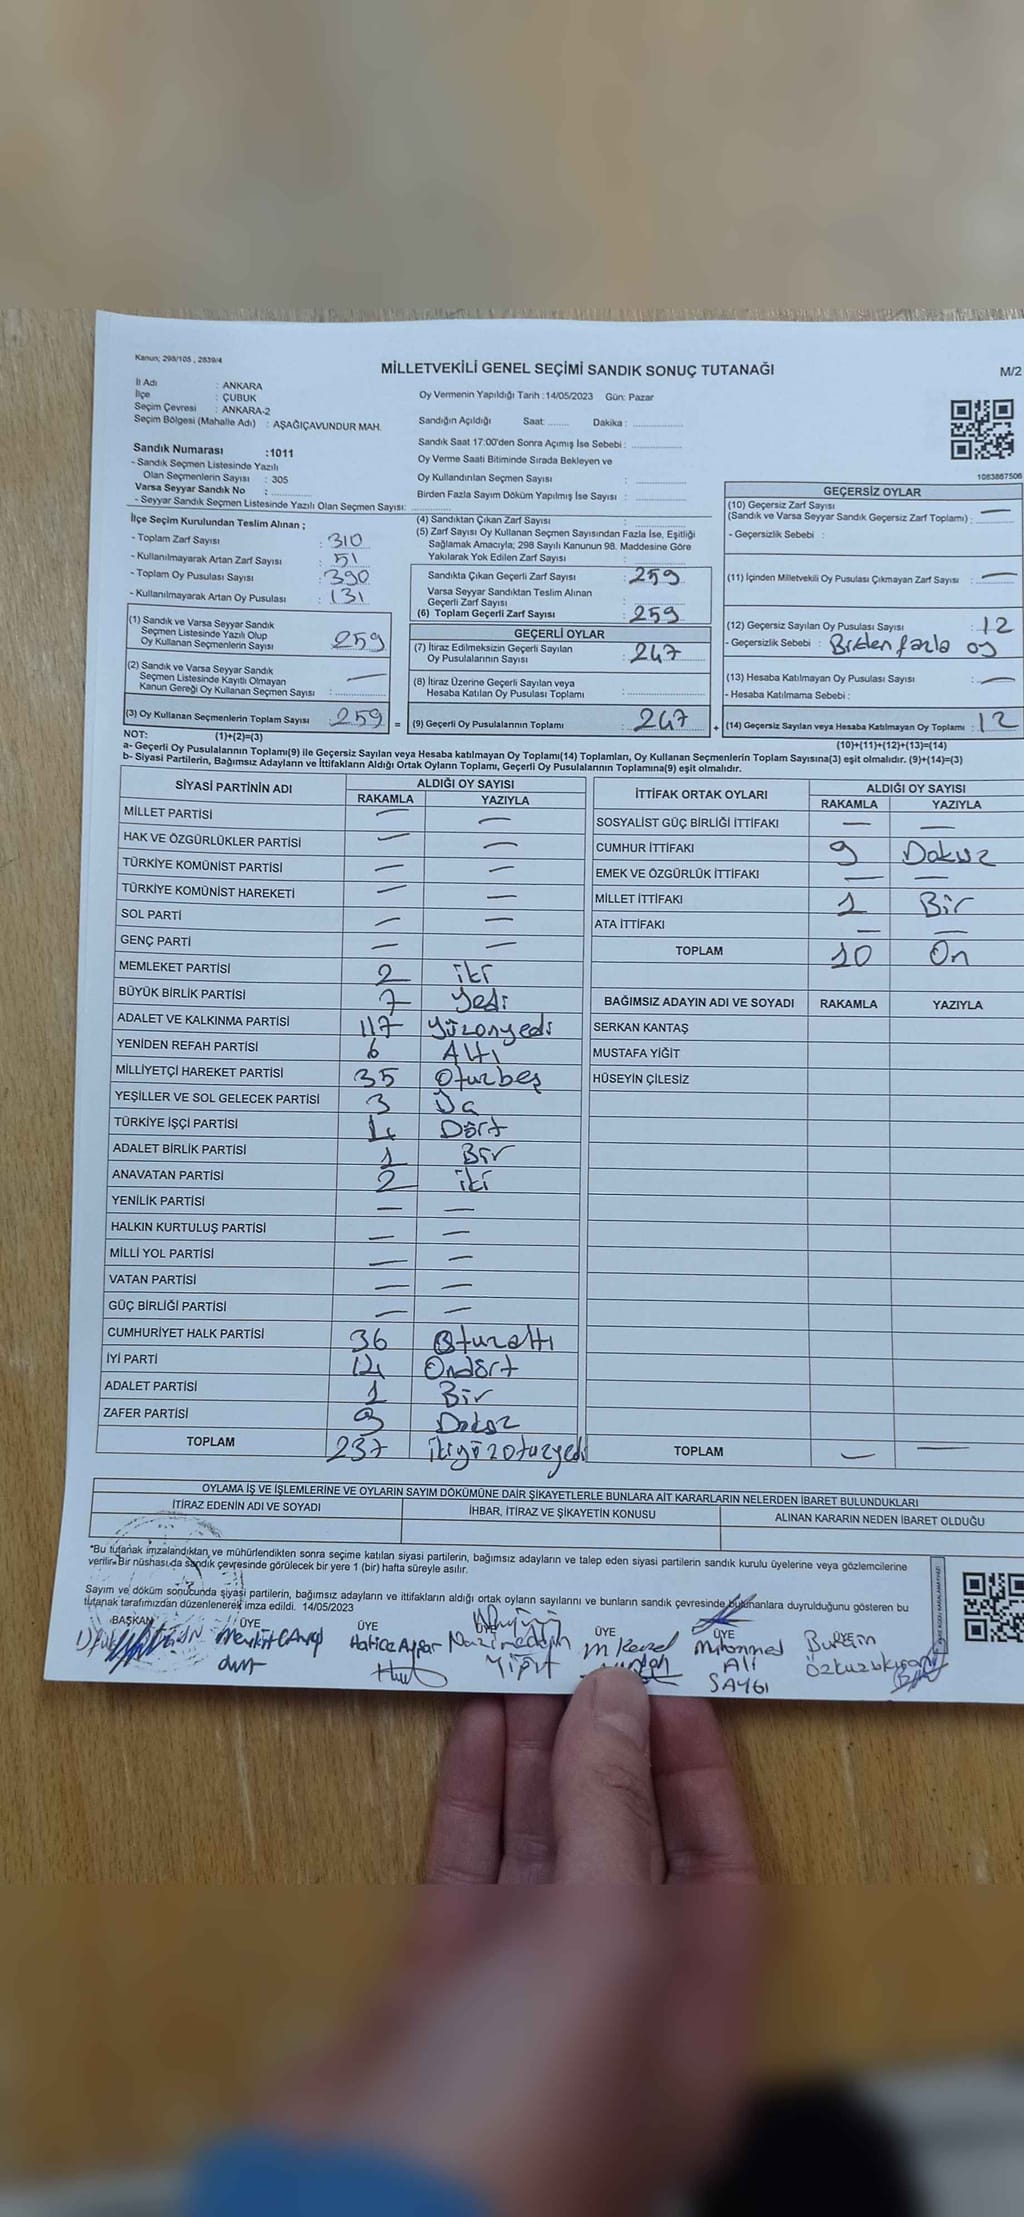 Kanun; 298/105 , 2839/4
MİLLETVEKİLİ GENEL SEÇİMİ SANDIK SONUÇ TUTANAĞI
M/2
İl Adı : ANKARA
İlçe : ÇUBUK
Seçim Çevresi : ANKARA-2
Seçim Bölgesi (Mahalle Adı) : AŞAĞIÇAVUNDUR MAH.
Oy Vermenin Yapıldığı Tarih :14/05/2023 Gün: Pazar
Sandığın Açıldığı Saat: ........ Dakika : ................
Sandık Saat 17:00'den Sonra Açımış İse Sebebi : ................
Oy Verme Saati Bitiminde Sırada Bekleyen ve
Oy Kullandırılan Seçmen Sayısı : ................
Birden Fazla Sayım Döküm Yapılmış İse Sayısı : ................
Sandık Numarası :1011
- Sandık Seçmen Listesinde Yazılı
Olan Seçmenlerin Sayısı : 305
Varsa Seyyar Sandık No : ............
- Seyyar Sandık Seçmen Listesinde Yazılı Olan Seçmen Sayısı: ............
1083867506
İlçe Seçim Kurulundan Teslim Alınan ;
- Toplam Zarf Sayısı : 310
- Kullanılmayarak Artan Zarf Sayısı : 51
- Toplam Oy Pusulası Sayısı : 390
- Kullanılmayarak Artan Oy Pusulası : 131
(1) Sandık ve Varsa Seyyar Sandık
Seçmen Listesinde Yazılı Olup
Oy Kullanan Seçmenlerin Sayısı : 259
(2) Sandık ve Varsa Seyyar Sandık
Seçmen Listesinde Kayıtlı Olmayan
Kanun Gereği Oy Kullanan Seçmen Sayısı : —
(3) Oy Kullanan Seçmenlerin Toplam Sayısı : 259 =
(4) Sandıktan Çıkan Zarf Sayısı : ............
(5) Zarf Sayısı Oy Kullanan Seçmen Sayısından Fazla İse, Eşitliği
Sağlamak Amacıyla; 298 Sayılı Kanunun 98. Maddesine Göre
Yakılarak Yok Edilen Zarf Sayısı : ............
Sandıkta Çıkan Geçerli Zarf Sayısı : 259
Varsa Seyyar Sandıktan Teslim Alınan
Geçerli Zarf Sayısı : ............
(6) Toplam Geçerli Zarf Sayısı : 259
GEÇERLİ OYLAR
(7) İtiraz Edilmeksizin Geçerli Sayılan
Oy Pusulalarının Sayısı : 247
(8) İtiraz Üzerine Geçerli Sayılan veya
Hesaba Katılan Oy Pusulası Toplamı : ............
(9) Geçerli Oy Pusulalarının Toplamı : 247 +
GEÇERSİZ OYLAR
(10) Geçersiz Zarf Sayısı
(Sandık ve Varsa Seyyar Sandık Geçersiz Zarf Toplamı) : —
- Geçersizlik Sebebi :
(11) İçinden Milletvekili Oy Pusulası Çıkmayan Zarf Sayısı : —
(12) Geçersiz Sayılan Oy Pusulası Sayısı : 12
- Geçersizlik Sebebi : Birden fazla oy
(13) Hesaba Katılmayan Oy Pusulası Sayısı : —
- Hesaba Katılmama Sebebi :
(14) Geçersiz Sayılan veya Hesaba Katılmayan Oy Toplamı : 12
NOT: (1)+(2)=(3)
(10)+(11)+(12)+(13)=(14)
a- Geçerli Oy Pusulalarının Toplamı(9) ile Geçersiz Sayılan veya Hesaba katılmayan Oy Toplamı(14) Toplamları, Oy Kullanan Seçmenlerin Toplam Sayısına(3) eşit olmalıdır. (9)+(14)=(3)
b- Siyasi Partilerin, Bağımsız Adayların ve İttifakların Aldığı Ortak Oyların Toplamı, Geçerli Oy Pusulalarının Toplamına(9) eşit olmalıdır.
SİYASİ PARTİNİN ADI ALDIĞI OY SAYISI
RAKAMLA YAZIYLA
MİLLET PARTİSİ — —
HAK VE ÖZGÜRLÜKLER PARTİSİ — —
TÜRKİYE KOMÜNİST PARTİSİ — —
TÜRKİYE KOMÜNİST HAREKETİ — —
SOL PARTİ — —
GENÇ PARTİ — —
MEMLEKET PARTİSİ 2 iki
BÜYÜK BİRLİK PARTİSİ 7 Yedi
ADALET VE KALKINMA PARTİSİ 117 Yüzonyedi
YENİDEN REFAH PARTİSİ 6 Altı
MİLLİYETÇİ HAREKET PARTİSİ 35 Oturbeş
YEŞİLLER VE SOL GELECEK PARTİSİ 3 Üç
TÜRKİYE İŞÇİ PARTİSİ 4 Dört
ADALET BİRLİK PARTİSİ 1 Bir
ANAVATAN PARTİSİ 2 iki
YENİLİK PARTİSİ — —
HALKIN KURTULUŞ PARTİSİ — —
MİLLİ YOL PARTİSİ — —
VATAN PARTİSİ — —
GÜÇ BİRLİĞİ PARTİSİ — —
CUMHURİYET HALK PARTİSİ 36 Oturaltı
İYİ PARTİ 14 Ondört
ADALET PARTİSİ 1 Bir
ZAFER PARTİSİ 9 Dokuz
TOPLAM 237 ikiyüzotuzyedi
İTTİFAK ORTAK OYLARI ALDIĞI OY SAYISI
RAKAMLA YAZIYLA
SOSYALİST GÜÇ BİRLİĞİ İTTİFAKI — —
CUMHUR İTTİFAKI 9 Dokuz
EMEK VE ÖZGÜRLÜK İTTİFAKI — —
MİLLET İTTİFAKI 1 Bir
ATA İTTİFAKI — —
TOPLAM 10 On
BAĞIMSIZ ADAYIN ADI VE SOYADI RAKAMLA YAZIYLA
SERKAN KANTAŞ
MUSTAFA YİĞİT
HÜSEYİN ÇİLESİZ
TOPLAM — —
OYLAMA İŞ VE İŞLEMLERİNE VE OYLARIN SAYIM DÖKÜMÜNE DAİR ŞİKAYETLERLE BUNLARA AİT KARARLARIN NELERDEN İBARET BULUNDUKLARI
İTİRAZ EDENİN ADI VE SOYADI İHBAR, İTİRAZ VE ŞİKAYETİN KONUSU ALINAN KARARIN NEDEN İBARET OLDUĞU
*Bu tutanak imzalandıktan ve mühürlendikten sonra seçime katılan siyasi partilerin, bağımsız adayların ve talep eden siyasi partilerin sandık kurulu üyelerine veya gözlemcilerine
verilir. Bir nüshası da sandık çevresinde görülecek bir yere 1 (bir) hafta süreyle asılır.
Sayım ve döküm sonucunda siyasi partilerin, bağımsız adayların ve ittifakların aldığı ortak oyların sayılarını ve bunların sandık çevresinde bulunanlara duyrulduğunu gösteren bu
tutanak tarafımızdan düzenlenerek imza edildi. 14/05/2023
BAŞKAN ÜYE ÜYE ÜYE ÜYE
Hatice Nazimeddin Yiğit
Muhammed Ali SAYGI